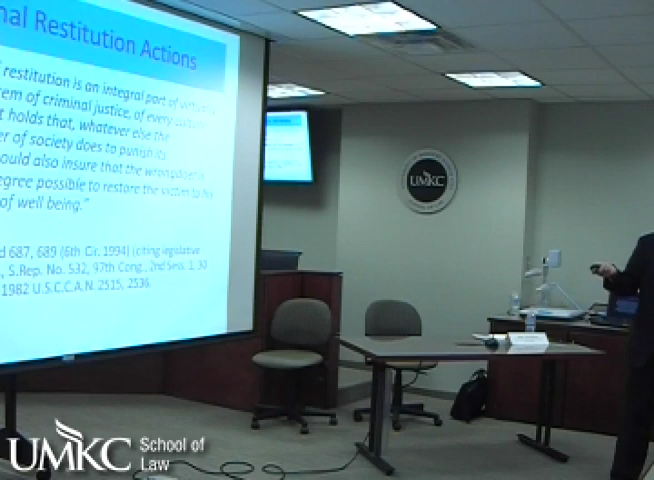 nal Restitution Actions
restitution is an integral part of
tem of criminal justice, of every
t holds that, whatever else the
er of society does to punish its
ould also insure that the wrongdoer
egree possible to restore the victim to his
of well being."
d 687, 689 (6th Cir. 1994) (citing legislative
, S.Rep. No. 532, 97th Cong., 2nd Sess. 1, 30
1982 U.S.C.C.A.N. 2515, 2536.
UMKC
UMKC School of
Law